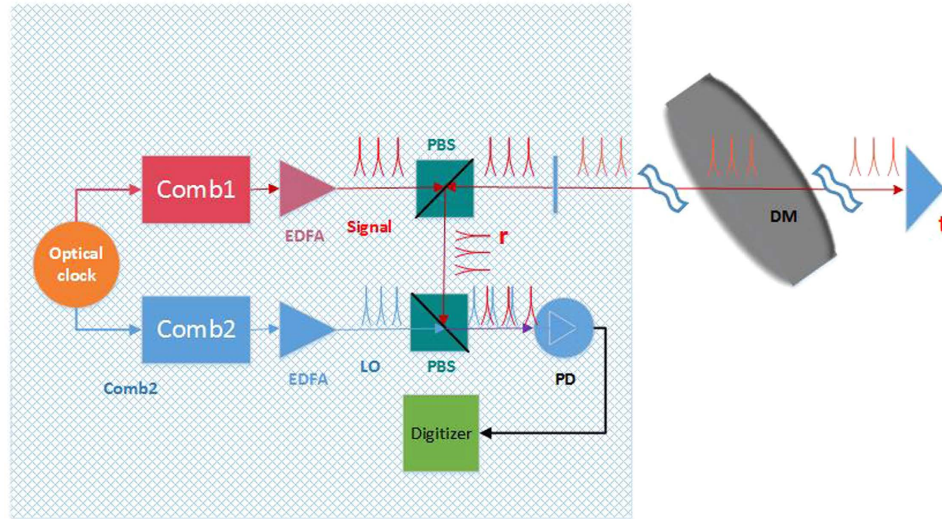 PBS
Comb1
EDFA
Signal
r
DM
t
Optical
clock
Comb2
EDFA
LO
PBS
PD
Comb2
Digitizer